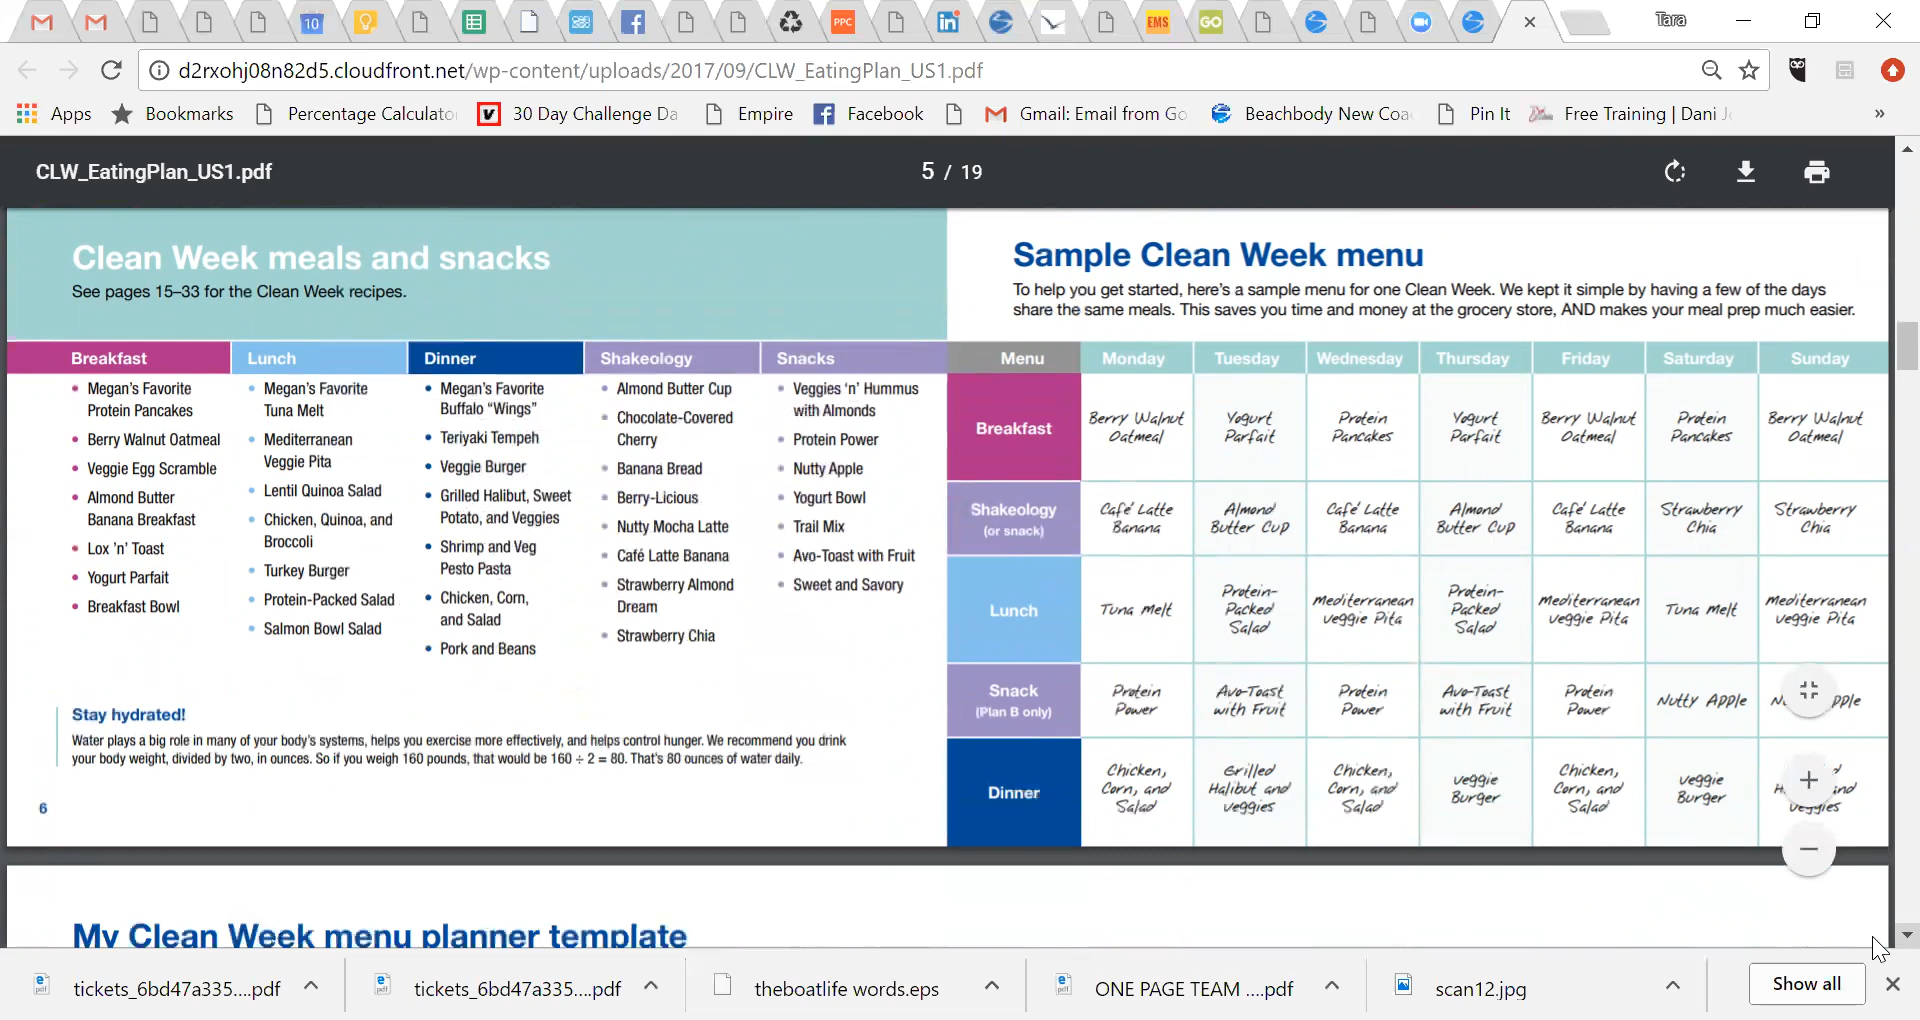 10
PPC
in
EMS
GO
Tara
d2rxohj08n82d5.cloudfront.net/wp-content/uploads/2017/09/CLW_EatingPlan_US1.pdf
Apps
Bookmarks
Percentage Calculato
30 Day Challenge Da
Empire
Facebook
Gmail: Email from Go
Beachbody New Coa
Pin It
Free Training | Dani J
»
CLW_EatingPlan_US1.pdf
5 / 19
Clean Week meals and snacks
See pages 15–33 for the Clean Week recipes.
Breakfast
• Megan's Favorite
Protein Pancakes
• Berry Walnut Oatmeal
• Veggie Egg Scramble
• Almond Butter
Banana Breakfast
• Lox 'n' Toast
• Yogurt Parfait
• Breakfast Bowl
Lunch
• Megan's Favorite
Tuna Melt
• Mediterranean
Veggie Pita
• Lentil Quinoa Salad
• Chicken, Quinoa, and
Broccoli
• Turkey Burger
• Protein-Packed Salad
• Salmon Bowl Salad
Dinner
• Megan's Favorite
Buffalo “Wings”
• Teriyaki Tempeh
• Veggie Burger
• Grilled Halibut, Sweet
Potato, and Veggies
• Shrimp and Veg
Pesto Pasta
• Chicken, Corn,
and Salad
• Pork and Beans
Shakeology
• Almond Butter Cup
• Chocolate-Covered
Cherry
• Banana Bread
• Berry-Licious
• Nutty Mocha Latte
• Café Latte Banana
• Strawberry Almond
Dream
• Strawberry Chia
Snacks
• Veggies 'n' Hummus
with Almonds
• Protein Power
• Nutty Apple
• Yogurt Bowl
• Trail Mix
• Avo-Toast with Fruit
• Sweet and Savory
Stay hydrated!
Water plays a big role in many of your body's systems, helps you exercise more effectively, and helps control hunger. We recommend you drink
your body weight, divided by two, in ounces. So if you weigh 160 pounds, that would be 160 ÷ 2 = 80. That's 80 ounces of water daily.
6
Sample Clean Week menu
To help you get started, here's a sample menu for one Clean Week. We kept it simple by having a few of the days
share the same meals. This saves you time and money at the grocery store, AND makes your meal prep much easier.
Menu Monday Tuesday Wednesday Thursday Friday Saturday Sunday
Breakfast
Berry Walnut
Oatmeal
Yogurt
Parfait
Protein
Pancakes
Yogurt
Parfait
Berry Walnut
Oatmeal
Protein
Pancakes
Berry Walnut
Oatmeal
Shakeology
(or snack)
Café Latte
Banana
Almond
Butter Cup
Café Latte
Banana
Almond
Butter Cup
Café Latte
Banana
Strawberry
Chia
Strawberry
Chia
Lunch
Tuna Melt
Protein-
Packed
Salad
Mediterranean
Veggie Pita
Protein-
Packed
Salad
Mediterranean
Veggie Pita
Tuna Melt
Mediterranean
Veggie Pita
Snack
(Plan B only)
Protein
Power
Avo-Toast
with Fruit
Protein
Power
Avo-Toast
with Fruit
Protein
Power
Nutty Apple
Dinner
Chicken,
Corn, and
Salad
Grilled
Halibut and
Veggies
Chicken,
Corn, and
Salad
Veggie
Burger
Chicken,
Corn, and
Salad
Veggie
Burger
Veggies
My Clean Week menu planner template
tickets_6bd47a335....pdf
tickets_6bd47a335....pdf
theboatlife words.eps
ONE PAGE TEAM ....pdf
scan12.jpg
Show all